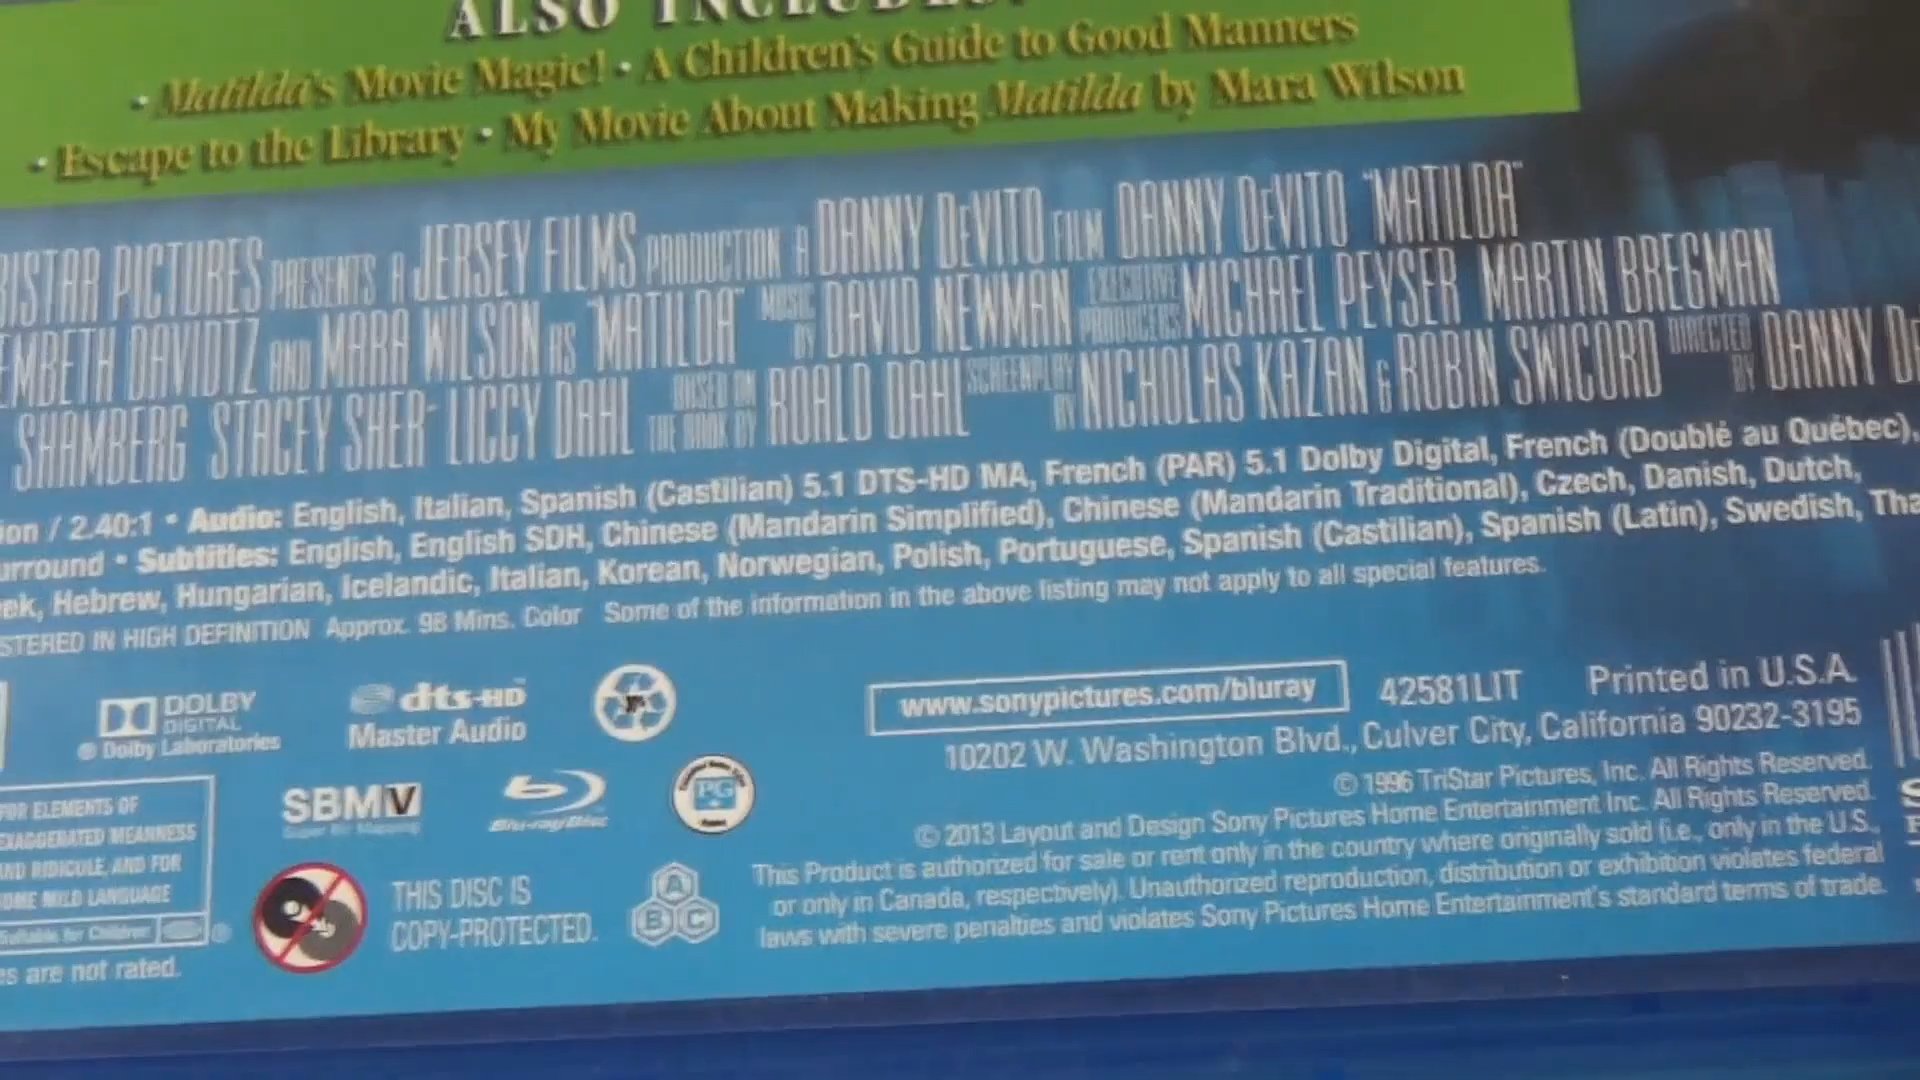 ALSO INCLUDES:
• Matilda's Movie Magic! • A Children's Guide to Good Manners
• Escape to the Library • My Movie About Making Matilda by Mara Wilson
PICTURES PRESENTS A JERSEY FILMS PRODUCTION A DANNY DeVITO FILM DANNY DeVITO "MATILDA"
EMBETH DAVIDTZ AND MARA WILSON AS "MATILDA" MUSIC BY DAVID NEWMAN EXECUTIVE PRODUCERS MICHAEL PEYSER MARTIN BREGMAN
SHAMBERG STACEY SHER LICCY DAHL BASED ON THE BOOK BY ROALD DAHL SCREENPLAY BY NICHOLAS KAZAN & ROBIN SWICORD DIRECTED BY DANNY
/ 2.40:1 • Audio: English, Italian, Spanish (Castilian) 5.1 DTS-HD MA, French (PAR) 5.1 Dolby Digital, French (Doublé au Québec),
• Subtitles: English, English SDH, Chinese (Mandarin Simplified), Chinese (Mandarin Traditional), Czech, Danish, Dutch,
Hebrew, Hungarian, Icelandic, Italian, Korean, Norwegian, Polish, Portuguese, Spanish (Castilian), Spanish (Latin), Swedish,
IN HIGH DEFINITION Approx. 98 Mins. Color Some of the information in the above listing may not apply to all special features.
DOLBY DIGITAL
© Dolby Laboratories
dts-HD
Master Audio
www.sonypictures.com/bluray 42581LIT Printed in U.S.A.
10202 W. Washington Blvd., Culver City, California 90232-3195
© 1996 TriStar Pictures, Inc. All Rights Reserved.
© 2013 Layout and Design Sony Pictures Home Entertainment Inc. All Rights Reserved.
This Product is authorized for sale or rent only in the country where originally sold (i.e., only in the U.S.,
or only in Canada, respectively). Unauthorized reproduction, distribution or exhibition violates federal
laws with severe penalties and violates Sony Pictures Home Entertainment's standard terms of trade.
FOR ELEMENTS OF
EXAGGERATED MEANNESS
AND RIDICULE, AND FOR
SOME MILD LANGUAGE
are not rated.
SBMV
Blu-ray Disc
PG
THIS DISC IS
COPY-PROTECTED.
A
B C